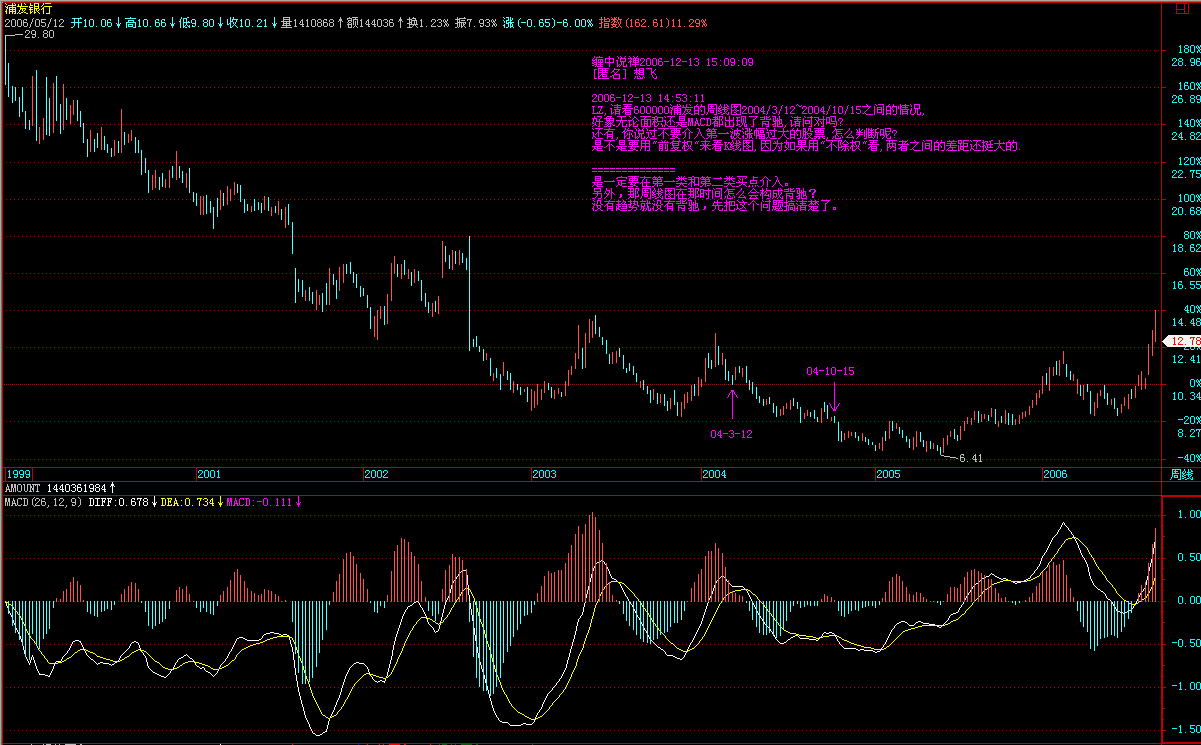 浦发银行
2006/05/12 开10.06↓高10.66↓低9.80↓收10.21↓量1410868↑额144036↑换1.23% 振7.93% 涨(-0.65)-6.00% 指数(162.61)11.29%
29.80
缠中说禅2006-12-13 15:09:09
[匿名] 想飞
2006-12-13 14:53:11
LZ,请看600000浦发的周线图2004/3/12~2004/10/15之间的情况,
好象无论面积还是MACD都出现了背驰,请问对吗?
还有,你说过不要介入第一波涨幅过大的股票,怎么判断呢?
是不是要用"前复权"来看K线图,因为如果用"不除权"看,两者之间的差距还挺大的
==============
是一定要在第一类和第二类买点介入。
另外，那周线图在那时间怎么会构成背驰？
没有趋势就没有背驰，先把这个问题搞清楚了。
180%
28.96
160%
26.89
140%
24.82
120%
22.75
100%
20.68
80%
18.62
60%
16.55
40%
14.48
12.78
12.41
0%
10.34
-20%
8.27
-40%
04-10-15
04-3-12
6.41
1999 2001 2002 2003 2004 2005 2006 周线
AMOUNT 1440361984↑
MACD(26,12,9) DIFF:0.678↓DEA:0.734↓MACD:-0.111↓
1.00
0.50
0.00
-0.50
-1.00
-1.50